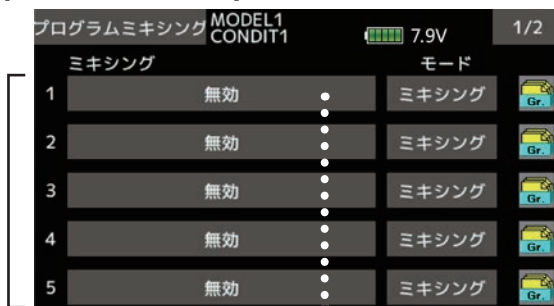 プログラムミキシング MODEL1 CONDIT1 7.9V 1/2
ミキシング モード
1 無効 ミキシング Gr.
2 無効 ミキシング Gr.
3 無効 ミキシング Gr.
4 無効 ミキシング Gr.
5 無効 ミキシング Gr.